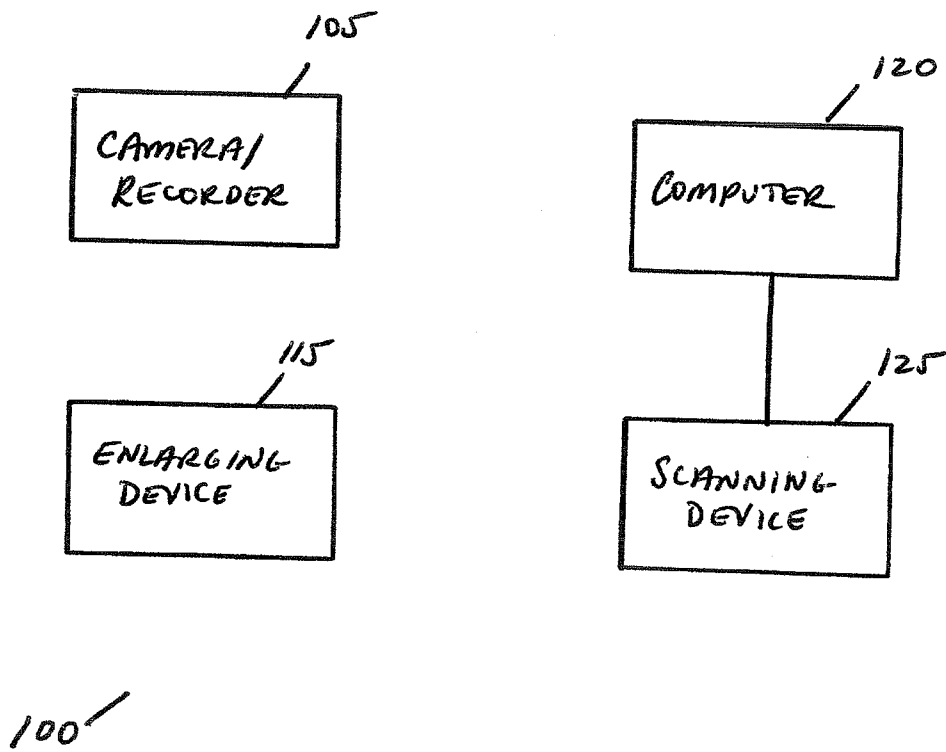 105
CAMERA/
RECORDER
120
COMPUTER
115
ENLARGING
DEVICE
125
SCANNING
DEVICE
100